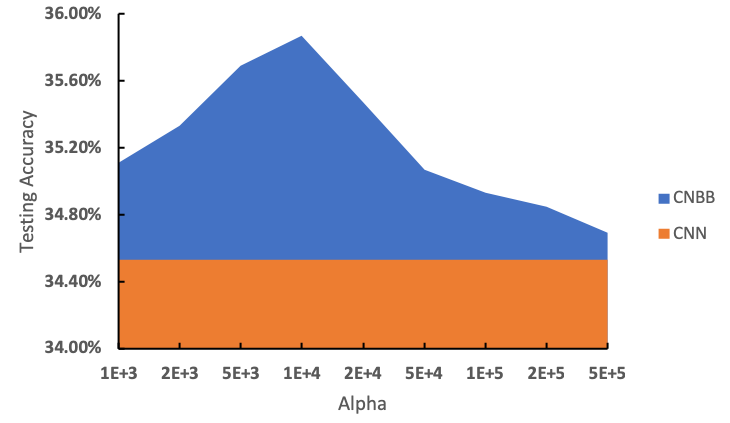 36.00%
35.60%
35.20%
34.80%
34.40%
34.00%
Testing Accuracy
1E+3 2E+3 5E+3 1E+4 2E+4 5E+4 1E+5 2E+5 5E+5
Alpha
CNBB
CNN